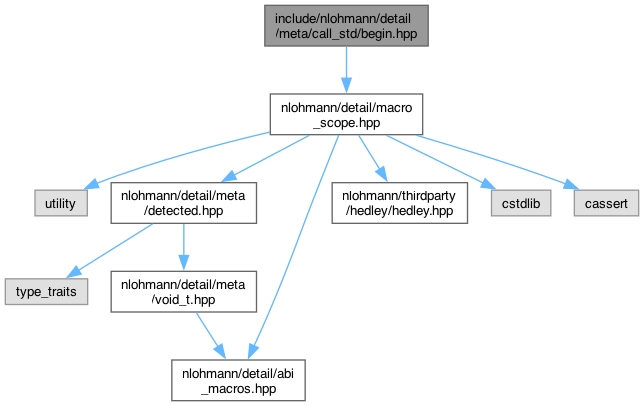 include/nlohmann/detail
/meta/call_std/begin.hpp
nlohmann/detail/macro
_scope.hpp
utility
nlohmann/detail/meta
/detected.hpp
nlohmann/thirdparty
/hedley/hedley.hpp
cstdlib
cassert
type_traits
nlohmann/detail/meta
/void_t.hpp
nlohmann/detail/abi
_macros.hpp